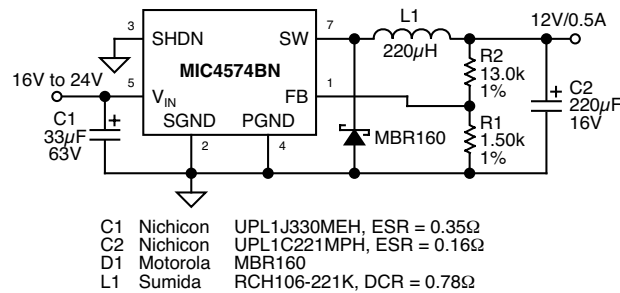 L1
12V/0.5A
3
SHDN
SW
7
220µH
R2
13.0k
1%
MIC4574BN
16V to 24V
5
VIN
FB
1
C2
220µF
16V
C1
33µF
63V
SGND
PGND
2
4
MBR160
R1
1.50k
1%
C1 Nichicon UPL1J330MEH, ESR = 0.35Ω
C2 Nichicon UPL1C221MPH, ESR = 0.16Ω
D1 Motorola MBR160
L1 Sumida RCH106-221K, DCR = 0.78Ω